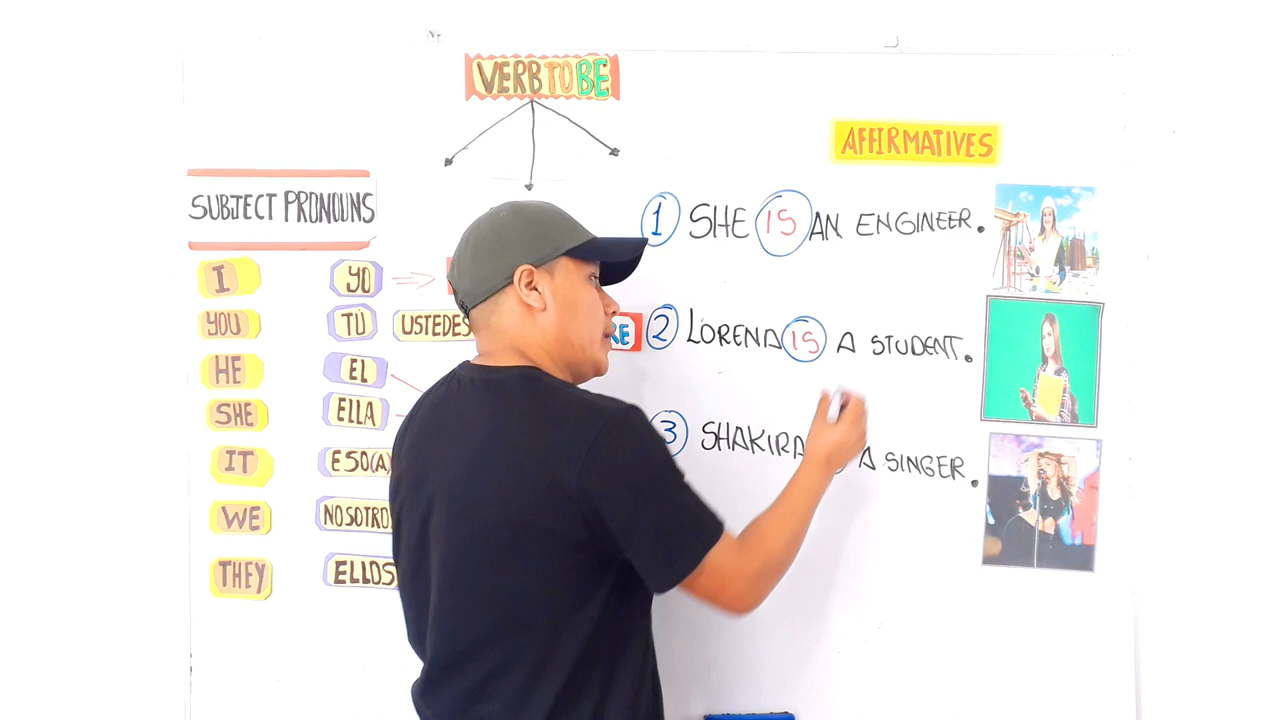 VERB TO BE
AFFIRMATIVES
SUBJECT PRONOUNS
I YO
YOU TÚ USTEDES
HE EL
SHE ELLA
IT ESO(A)
WE
THEY ELLOS
1 SHE IS AN ENGINEER.
2 LORENA IS A STUDENT.
3 SHAKIRA A SINGER.